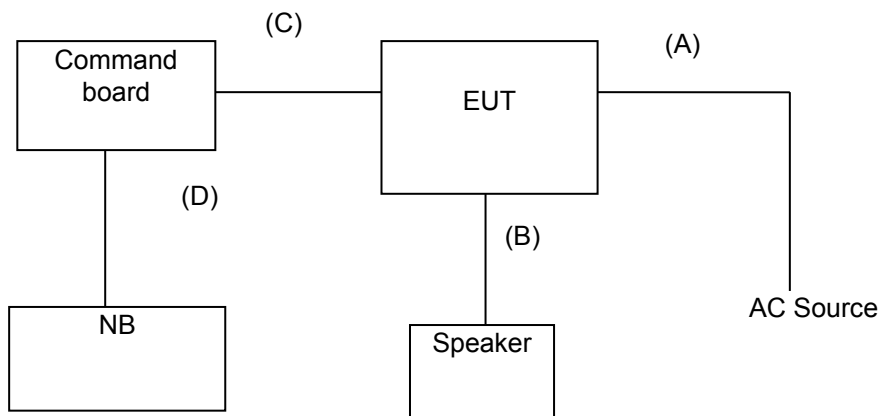 (C)
(A)
Command
board
EUT
(D)
(B)
NB
AC Source
Speaker